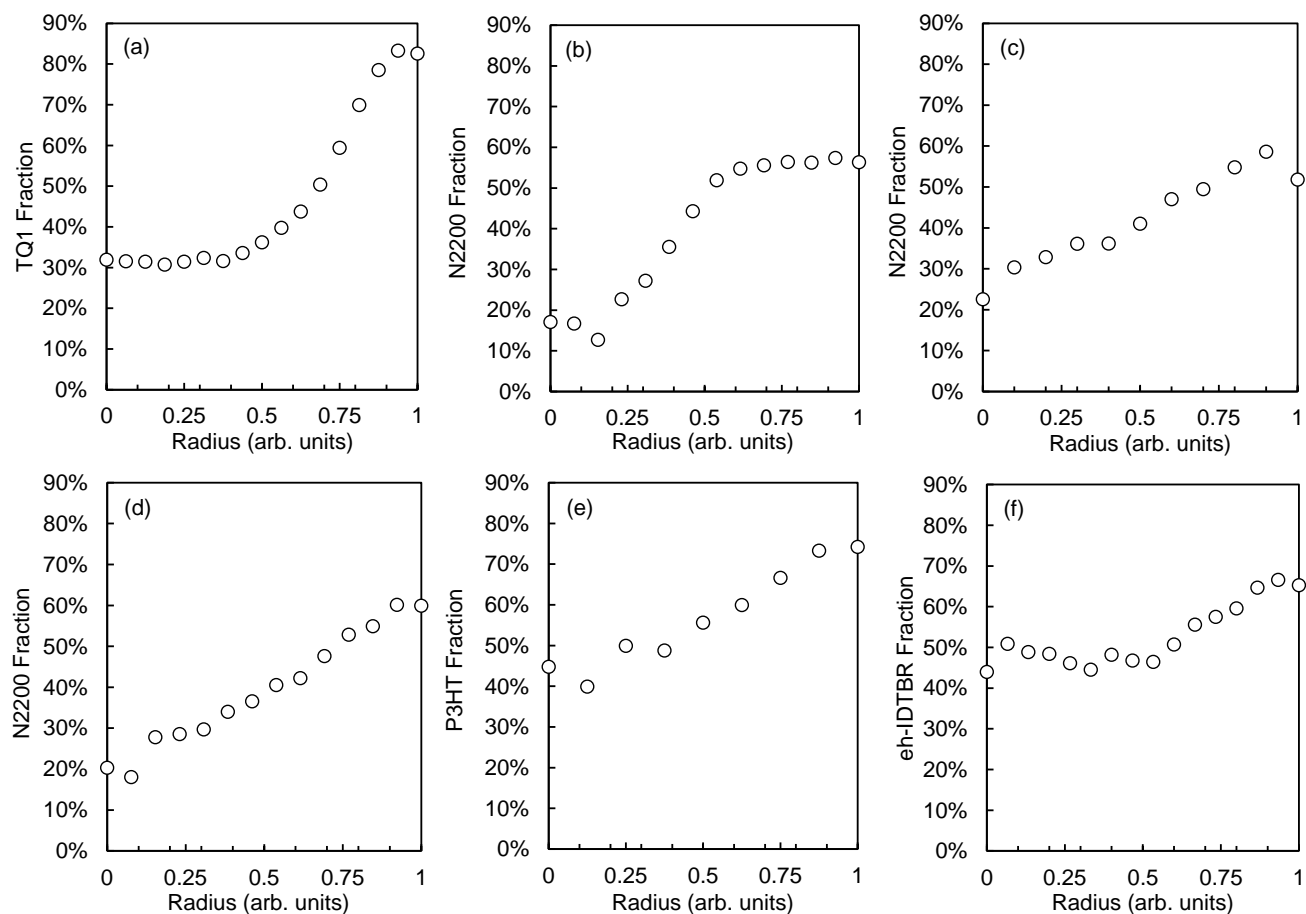 (a)
TQ1 Fraction
90%
80%
70%
60%
50%
40%
30%
20%
10%
0%
0 0.25 0.5 0.75 1
Radius (arb. units)
(b)
N2200 Fraction
90%
80%
70%
60%
50%
40%
30%
20%
10%
0%
0 0.25 0.5 0.75 1
Radius (arb. units)
(c)
N2200 Fraction
90%
80%
70%
60%
50%
40%
30%
20%
10%
0%
0 0.25 0.5 0.75 1
Radius (arb. units)
(d)
N2200 Fraction
90%
80%
70%
60%
50%
40%
30%
20%
10%
0%
0 0.25 0.5 0.75 1
Radius (arb. units)
(e)
P3HT Fraction
90%
80%
70%
60%
50%
40%
30%
20%
10%
0%
0 0.25 0.5 0.75 1
Radius (arb. units)
(f)
eh-IDTBR Fraction
90%
80%
70%
60%
50%
40%
30%
20%
10%
0%
0 0.25 0.5 0.75 1
Radius (arb. units)